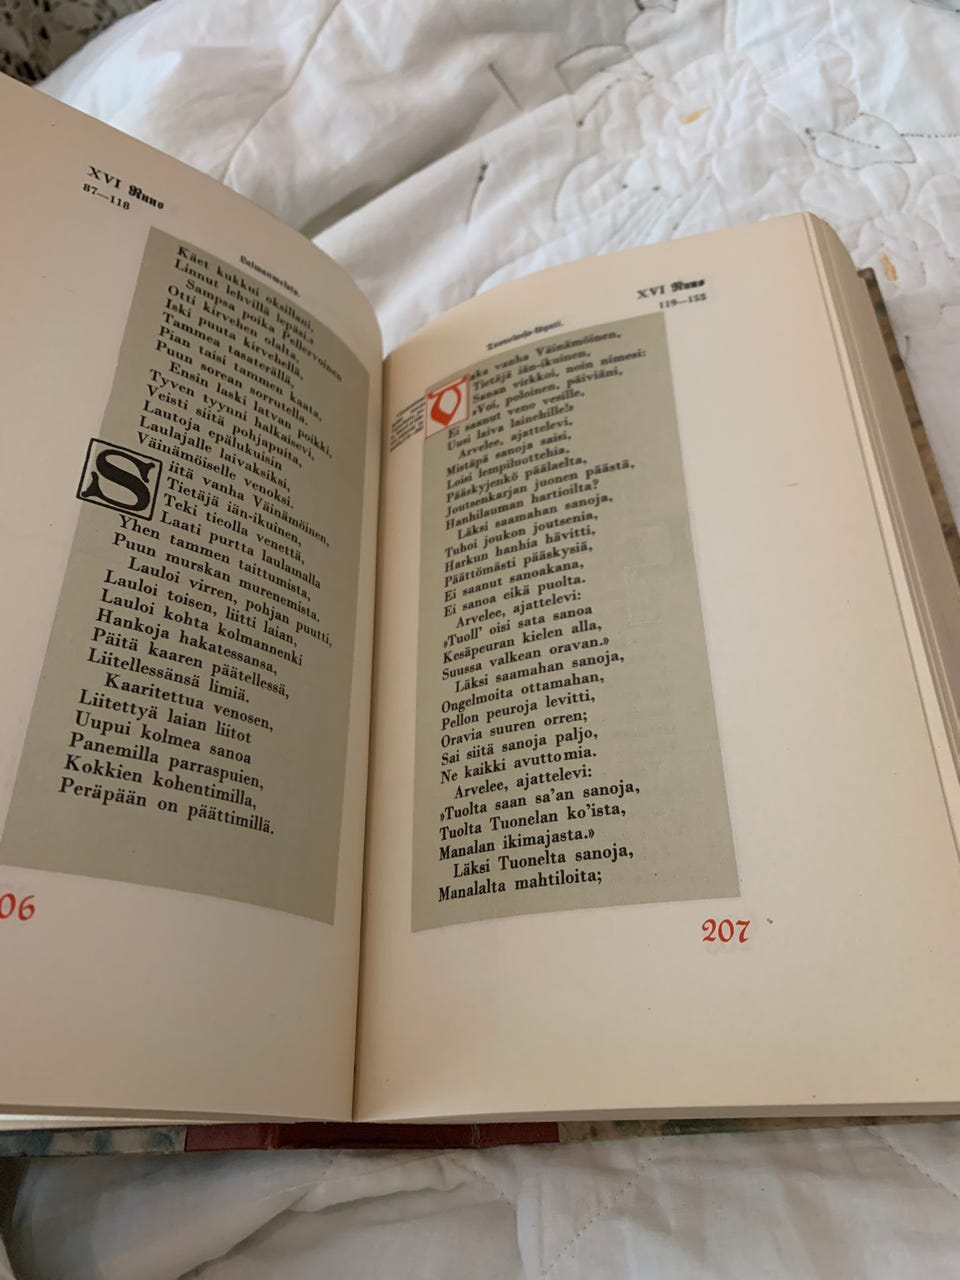 XVI Runo
87—118
Käet kukkui oksillani,
Linnut lehvillä lepäsi.»
Sampsa poika Pellervoinen
Otti kirvehen olalta,
Iski puuta kirvehellä,
Tammea tasaterällä,
Pian taisi tammen kaata,
Puun sorean sorrutella.
Ensin laski latvan poikki,
Tyven tyynni halkaisevi,
Veisti siitä pohjapuita,
Lautoja epälukuisin
Laulajalle laivaksiksi,
Väinämöiselle venoksi.
Siitä vanha Väinämöinen,
Tietäjä iän-ikuinen,
Teki tieolla venettä,
Laati purtta laulamalla
Yhen tammen taittumista,
Puun murskan murenemista.
Lauloi virren, pohjan puutti,
Lauloi toisen, liitti laian,
Lauloi kohta kolmannenki
Hankoja hakatessansa,
Päitä kaaren päätellessä,
Liitellessänsä limiä.
Kaaritettua venosen,
Liitettyä laian liitot
Uupui kolmea sanoa
Panemilla parraspuien,
Kokkien kohentimilla,
Peräpään on päättimillä.
06
XVI Runo
119—153
ka vanha Väinämöinen,
Tietäjä iän-ikuinen,
Sanan virkkoi, noin nimesi:
»Voi, poloinen, päiviäni,
Ei saanut veno vesille,
Uusi laiva lainehille!»
Arvelee, ajattelevi,
Mistäpä sanoja saisi,
Loisi lempiluottehia,
Pääskyjenkö päälaelta,
Joutsenkarjan juonen päästä,
Hanhilauman hartioilta?
Läksi saamahan sanoja,
Tuhoi joukon joutsenia,
Harkun hanhia hävitti,
Päättömästi pääskysiä,
Ei saanut sanoakana,
Ei sanoa eikä puolta.
Arvelee, ajattelevi:
»Tuoll' oisi sata sanoa
Kesäpeuran kielen alla,
Suussa valkean oravan.»
Läksi saamahan sanoja,
Ongelmoita ottamahan,
Pellon peuroja levitti,
Oravia suuren orren;
Sai siitä sanoja paljo,
Ne kaikki avuttomia.
Arvelee, ajattelevi:
»Tuolta saan sa'an sanoja,
Tuolta Tuonelan ko'ista,
Manalan ikimajasta.»
Läksi Tuonelta sanoja,
Manalalta mahtiloita;
207